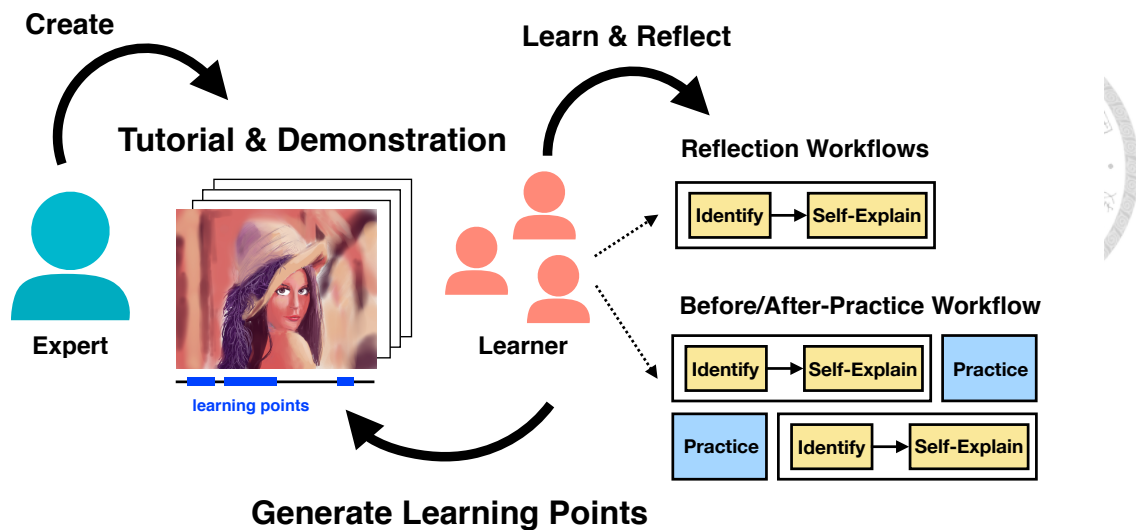 Create
Learn & Reflect
Tutorial & Demonstration
Reflection Workflows
Identify
Self-Explain
Before/After-Practice Workflow
Expert
Learner
Identify
Self-Explain
Practice
learning points
Practice
Identify
Self-Explain
Generate Learning Points